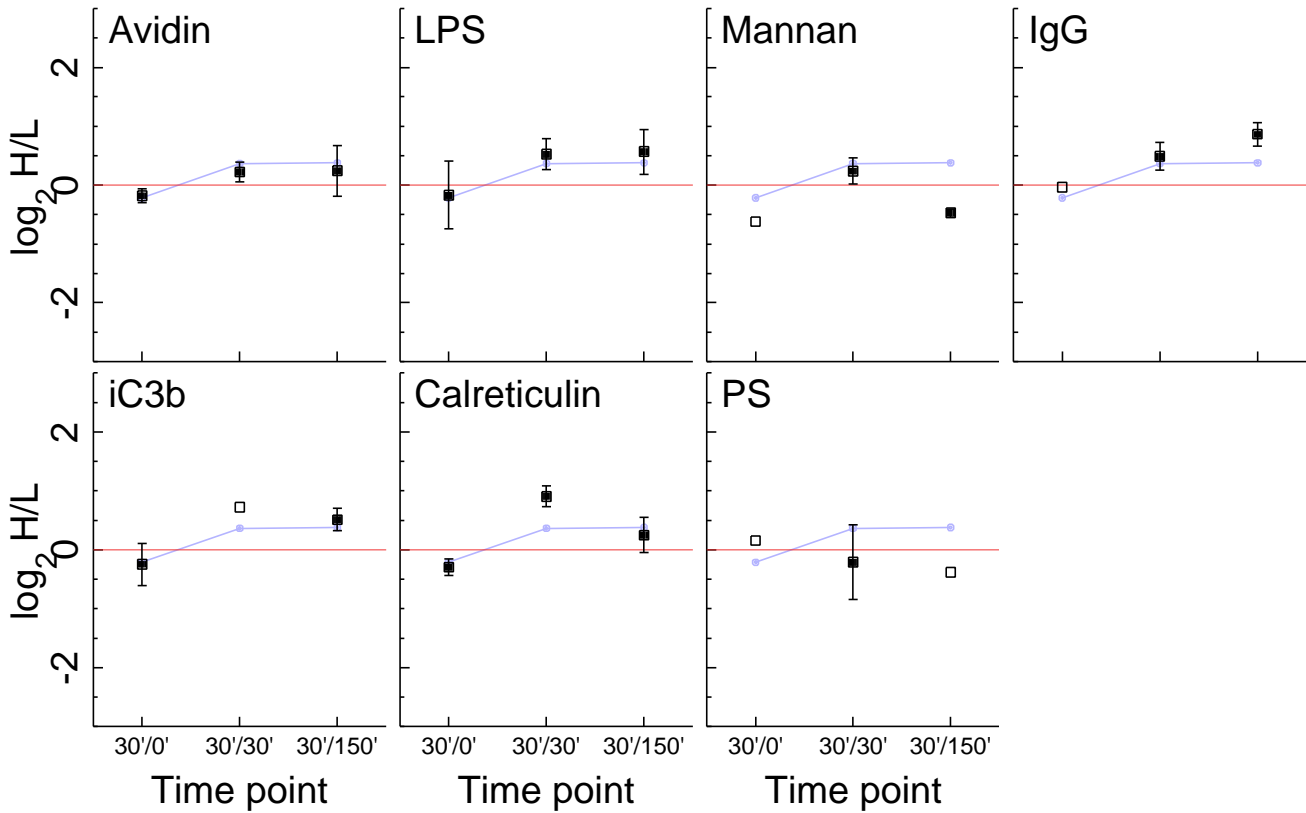 Avidin LPS Mannan IgG
log2 H/L
2
0
-2
iC3b Calreticulin PS
log2 H/L
2
0
-2
30'/0' 30'/30' 30'/150' 30'/0' 30'/30' 30'/150' 30'/0' 30'/30' 30'/150'
Time point Time point Time point